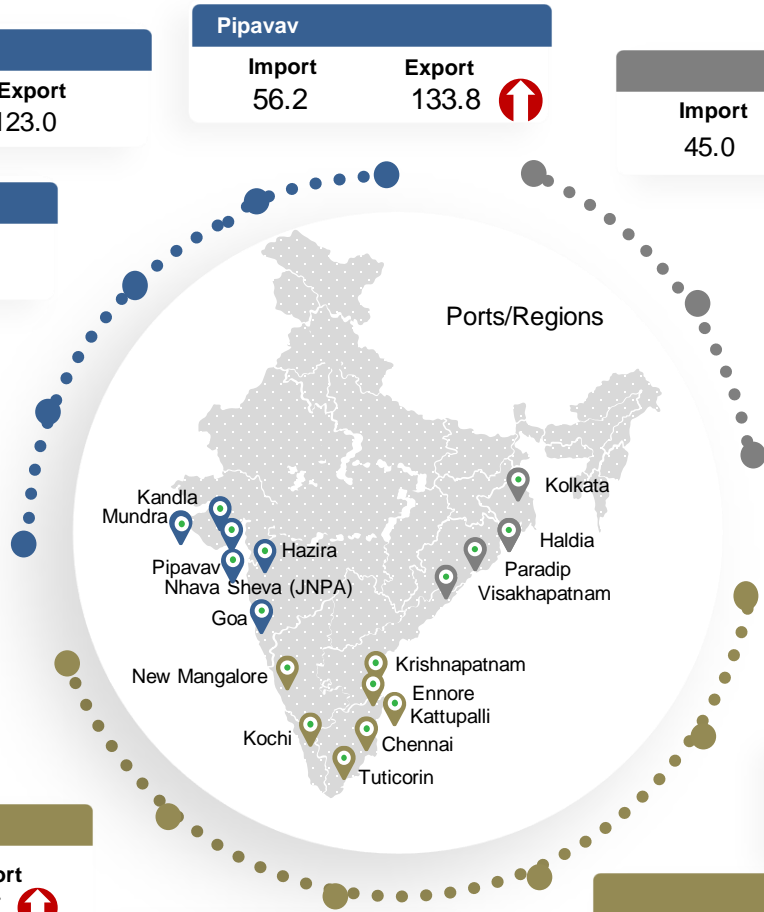 Pipavav
Import Export
56.2 133.8
Export
123.0
Import
45.0
Ports/Regions
Kandla
Mundra
Pipavav
Hazira
Nhava Sheva (JNPA)
Goa
Kolkata
Haldia
Paradip
Visakhapatnam
New Mangalore
Krishnapatnam
Ennore
Kattupalli
Kochi
Chennai
Tuticorin
ort